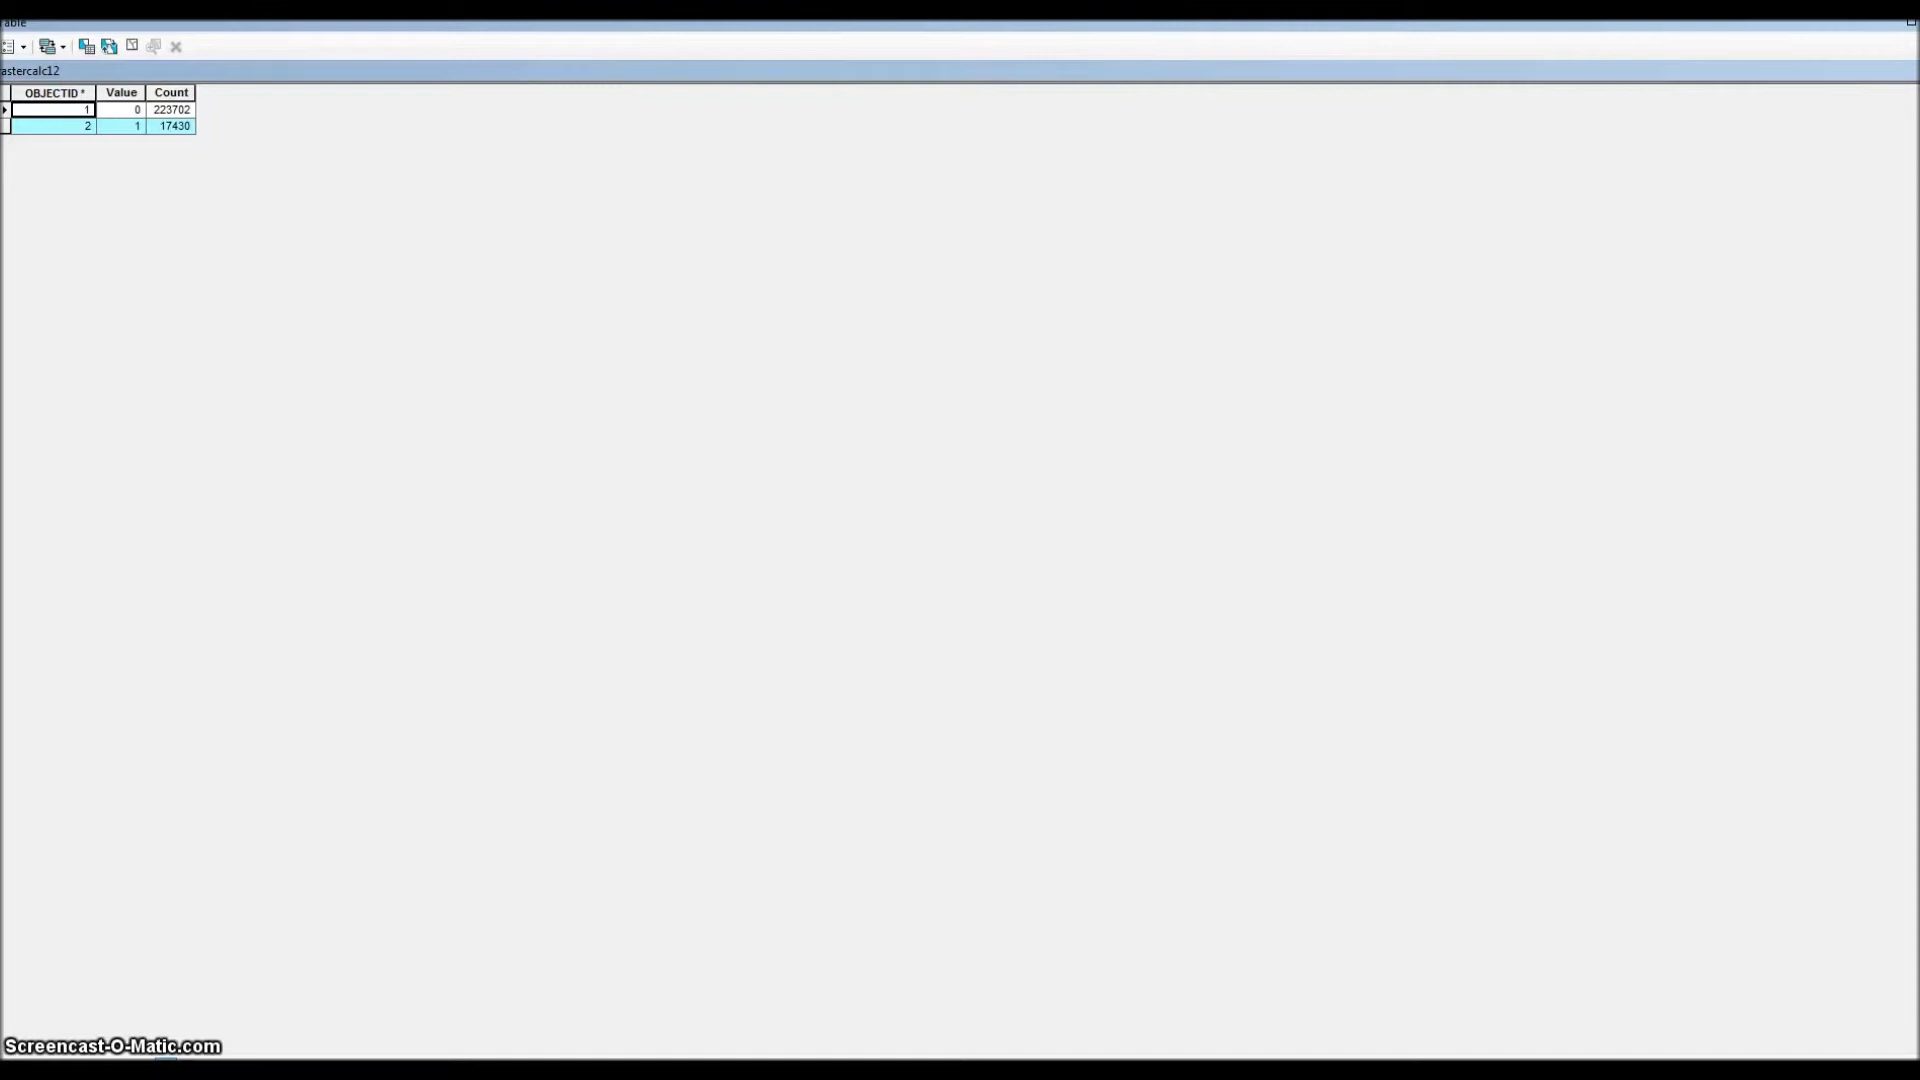 able
astercalc12
OBJECTID * Value Count
1 0 223702
2 1 17430
Screencast-O-Matic.com